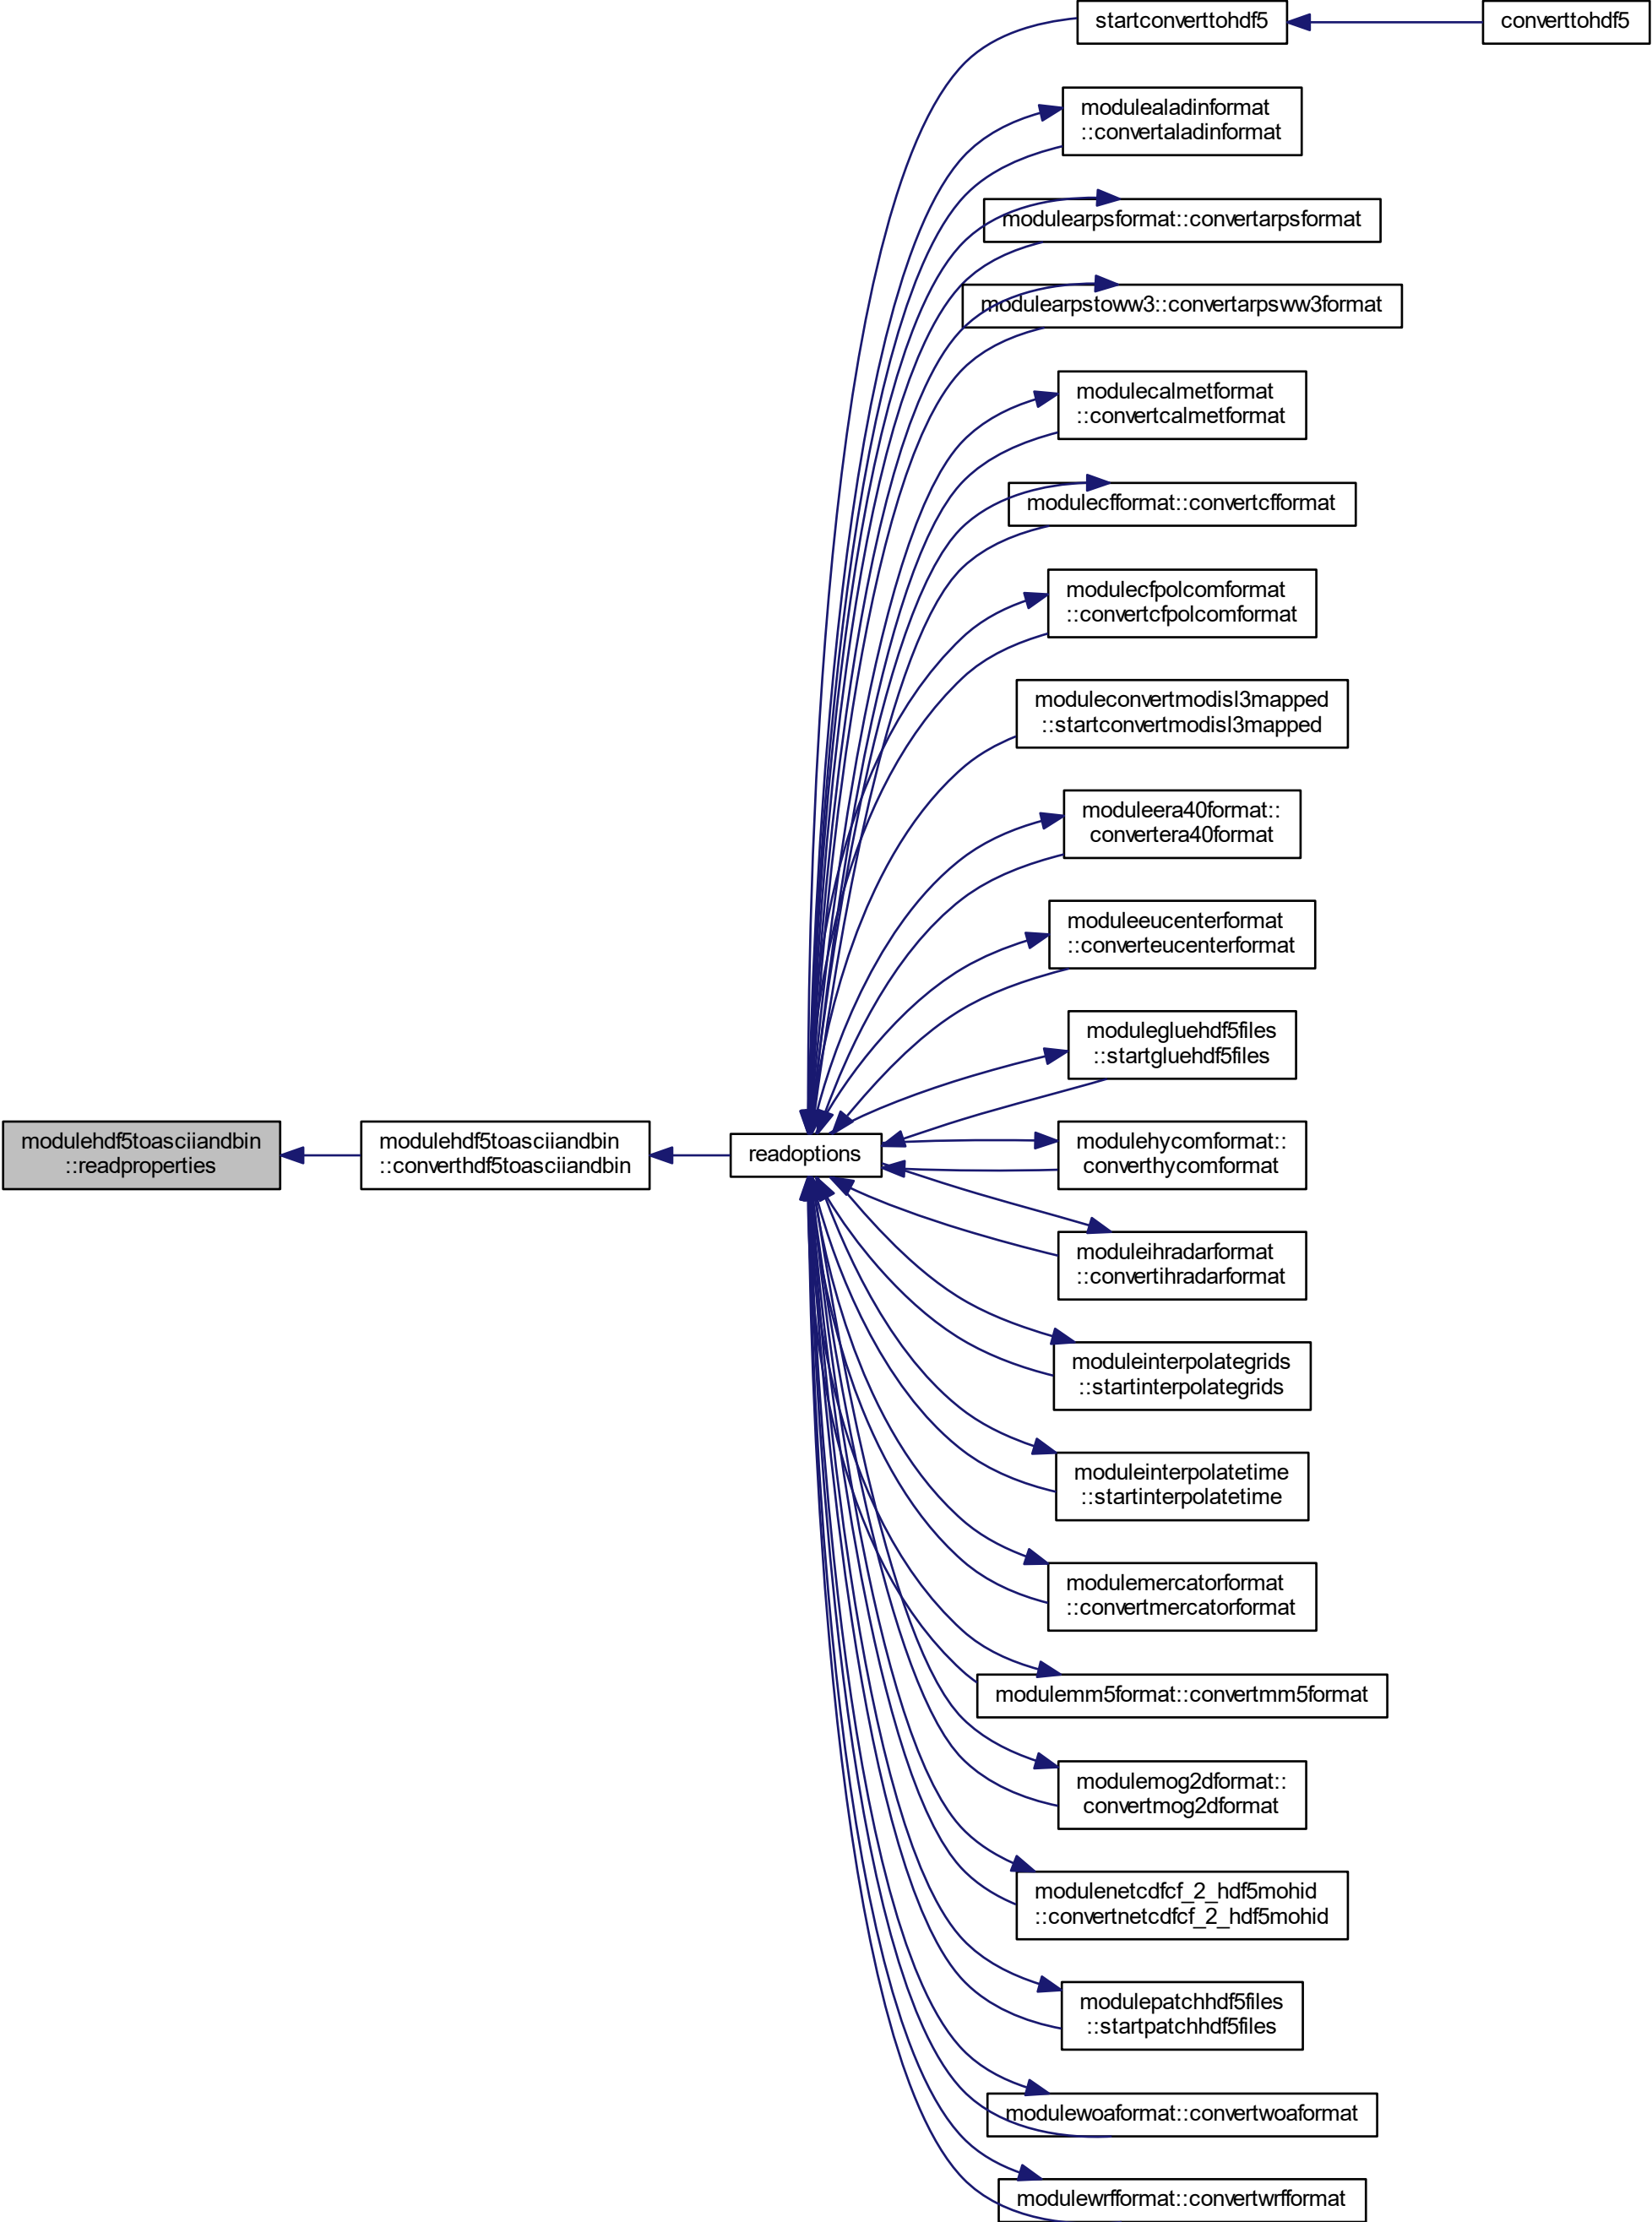 startconverttohdf5
converttohdf5
modulealadinformat
::convertaladinformat
modulearpsformat::convertarpsformat
modulearpstoww3::convertarpsww3format
modulecalmetformat
::convertcalmetformat
modulecfformat::convertcfformat
modulecfpolcomformat
::convertcfpolcomformat
moduleconvertmodisl3mapped
::startconvertmodisl3mapped
moduleera40format::
convertera40format
moduleeucenterformat
::converteucenterformat
modulegluehdf5files
::startgluehdf5files
modulehdf5toasciiandbin
::readproperties
modulehdf5toasciiandbin
::converthdf5toasciiandbin
readoptions
modulehycomformat::
converthycomformat
moduleihradarformat
::convertihradarformat
moduleinterpolategrids
::startinterpolategrids
moduleinterpolatetime
::startinterpolatetime
modulemercatorformat
::convertmercatorformat
modulemm5format::convertmm5format
modulemog2dformat::
convertmog2dformat
modulenetcdfcf_2_hdf5mohid
::convertnetcdfcf_2_hdf5mohid
modulepatchhdf5files
::startpatchhdf5files
modulewoaformat::convertwoaformat
modulewrfformat::convertwrfformat